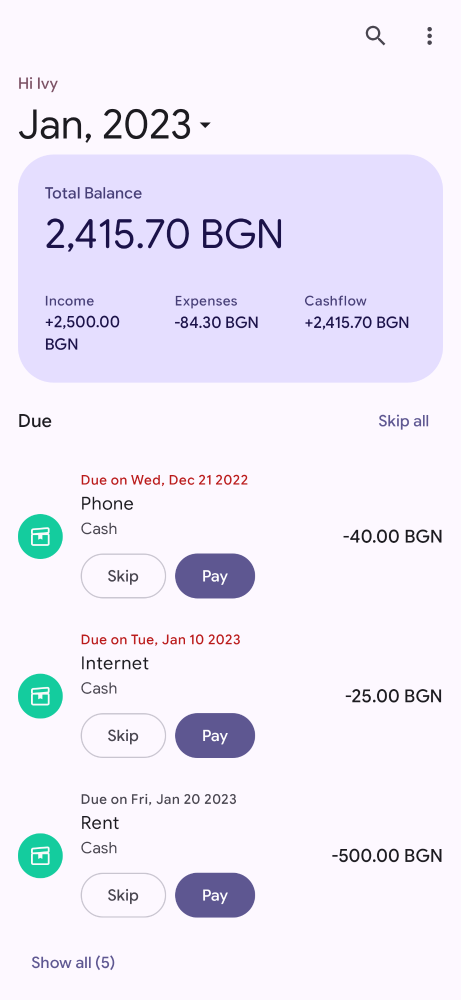 Hi Ivy
Jan, 2023
Total Balance
2,415.70 BGN
Income
Expenses
Cashflow
+2,500.00
BGN
-84.30 BGN
+2,415.70 BGN
Due
Skip all
Due on Wed, Dec 21 2022
Phone
Cash
-40.00 BGN
Skip
Pay
Due on Tue, Jan 10 2023
Internet
Cash
-25.00 BGN
Skip
Pay
Due on Fri, Jan 20 2023
Rent
Cash
-500.00 BGN
Skip
Pay
Show all (5)